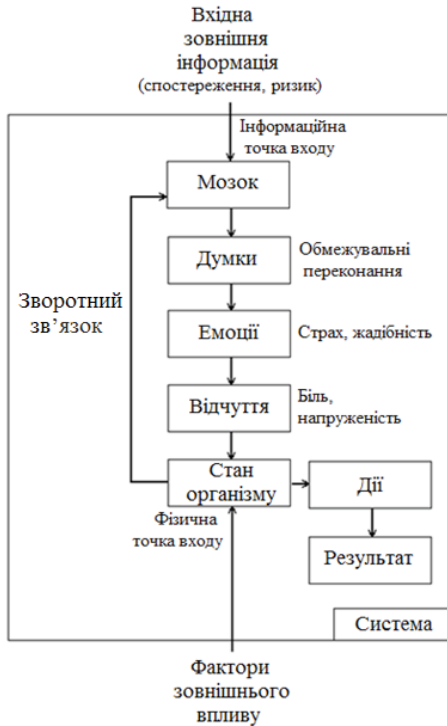 Вхідна
зовнішня
інформація
(спостереження, ризик)
Інформаційна
точка входу
Мозок
Думки
Обмежувальні
переконання
Зворотний
зв’язок
Емоції
Страх, жадібність
Відчуття
Біль,
напруженість
Стан
організму
Дії
Фізична
точка входу
Результат
Система
Фактори
зовнішнього
впливу